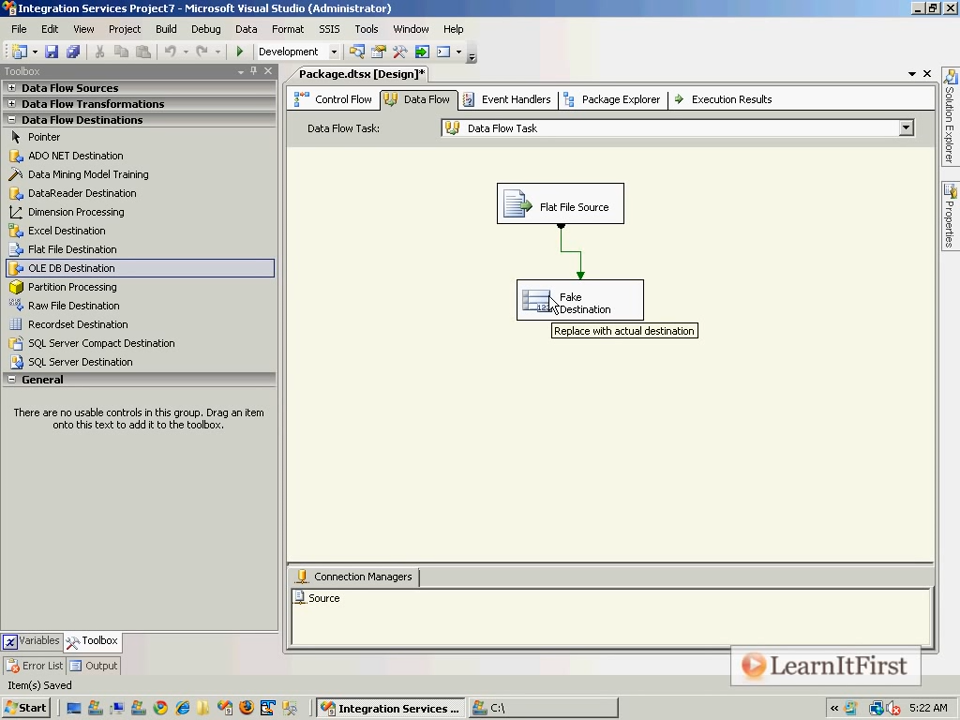 Integration Services Project7 - Microsoft Visual Studio (Administrator)
File Edit View Project Build Debug Data Format SSIS Tools Window Help
Development
Toolbox
Package.dtsx [Design]*
Data Flow Sources
Data Flow Transformations
Data Flow Destinations
Pointer
ADO NET Destination
Data Mining Model Training
DataReader Destination
Dimension Processing
Excel Destination
Flat File Destination
OLE DB Destination
Partition Processing
Raw File Destination
Recordset Destination
SQL Server Compact Destination
SQL Server Destination
General
There are no usable controls in this group. Drag an item
onto this text to add it to the toolbox.
Control Flow Data Flow Event Handlers Package Explorer Execution Results
Data Flow Task: Data Flow Task
Flat File Source
Fake
Destination
Replace with actual destination
Connection Managers
Source
Solution Explorer
Properties
Variables Toolbox
Error List Output
Item(s) Saved
LearnItFirst
Start Integration Services ... C:\ « 5:22 AM